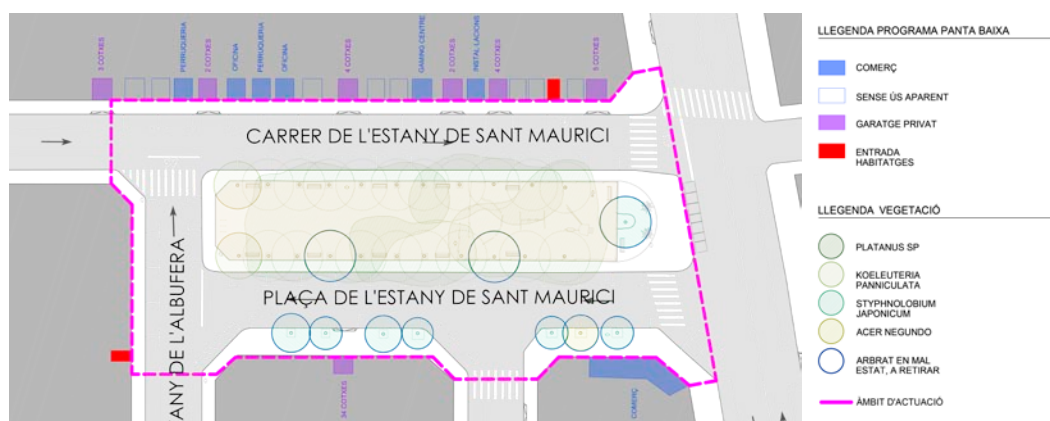 3 COTXES
PERRUQUERIA
2 COTXES
OFICINA
PERRUQUERIA
OFICINA
4 COTXES
GAMING CENTRE
2 COTXES
INSTAL·LACIONS
4 COTXES
9 COTXES
CARRER DE L'ESTANY DE SANT MAURICI
PLAÇA DE L'ESTANY DE SANT MAURICI
ANY DE L'ALBUFERA
34 COTXES
COMERÇ
LLEGENDA PROGRAMA PANTA BAIXA
COMERÇ
SENSE ÚS APARENT
GARATGE PRIVAT
ENTRADA
HABITATGES
LLEGENDA VEGETACIÓ
PLATANUS SP
KOELEUTERIA
PANNICULATA
STYPHNOLOBIUM
JAPONICUM
ACER NEGUNDO
ARBRAT EN MAL
ESTAT, A RETIRAR
ÀMBIT D'ACTUACIÓ